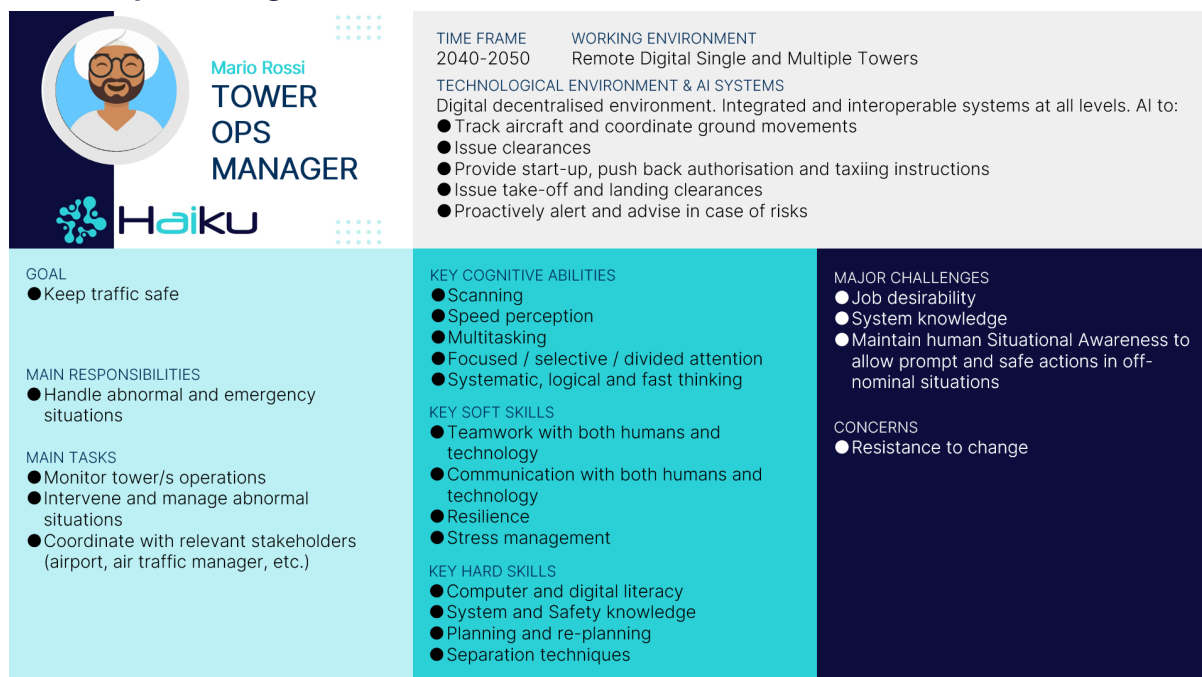 Mario Rossi
TOWER
OPS
MANAGER
Haiku
TIME FRAME
2040-2050
WORKING ENVIRONMENT
Remote Digital Single and Multiple Towers
TECHNOLOGICAL ENVIRONMENT & AI SYSTEMS
Digital decentralised environment. Integrated and interoperable systems at all levels. AI to:
● Track aircraft and coordinate ground movements
● Issue clearances
● Provide start-up, push back authorisation and taxiing instructions
● Issue take-off and landing clearances
● Proactively alert and advise in case of risks
GOAL
● Keep traffic safe
MAIN RESPONSIBILITIES
● Handle abnormal and emergency
situations
MAIN TASKS
● Monitor tower/s operations
● Intervene and manage abnormal
situations
● Coordinate with relevant stakeholders
(airport, air traffic manager, etc.)
KEY COGNITIVE ABILITIES
● Scanning
● Speed perception
● Multitasking
● Focused / selective / divided attention
● Systematic, logical and fast thinking
KEY SOFT SKILLS
● Teamwork with both humans and
technology
● Communication with both humans and
technology
● Resilience
● Stress management
KEY HARD SKILLS
● Computer and digital literacy
● System and Safety knowledge
● Planning and re-planning
● Separation techniques
MAJOR CHALLENGES
● Job desirability
● System knowledge
● Maintain human Situational Awareness to
allow prompt and safe actions in off-
nominal situations
CONCERNS
● Resistance to change